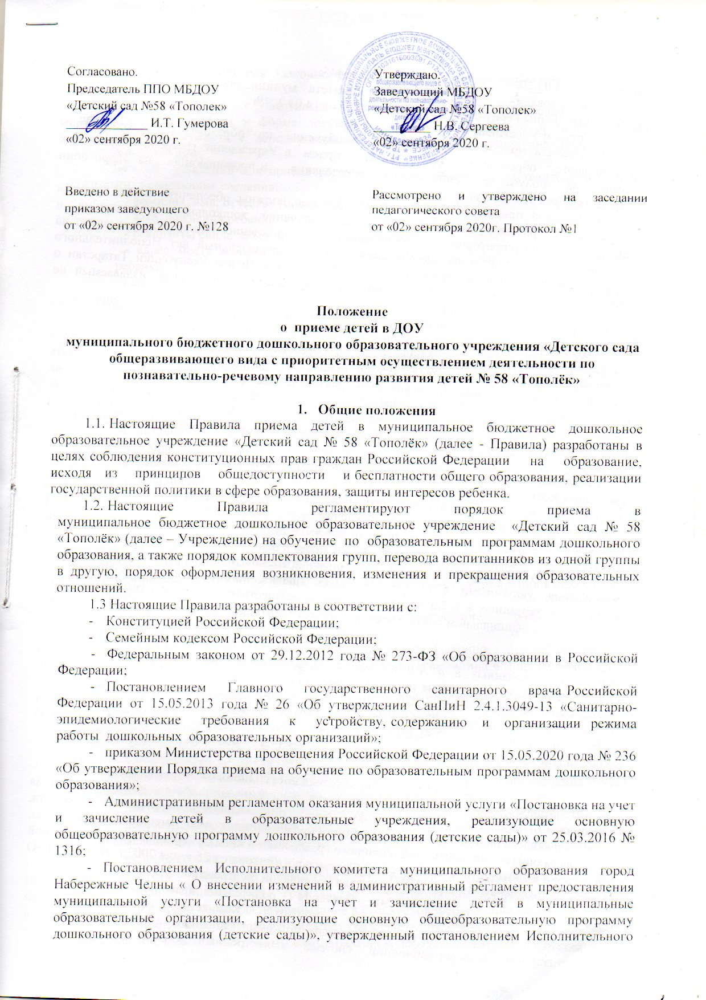 Согласовано.
Председатель ППО МБДОУ
«Детский сад №58 «Тополек»
И.Т. Гумерова
«02» сентября 2020 г.
Утверждаю.
Заведующий МБДОУ
«Детский сад №58 «Тополек»
Н.В. Сергеева
«02» сентября 2020 г.
Введено в действие
приказом заведующего
от «02» сентября 2020 г. №128
Рассмотрено и утверждено на заседании
педагогического совета
от «02» сентября 2020г. Протокол №1
Положение
о приеме детей в ДОУ
муниципального бюджетного дошкольного образовательного учреждения «Детского сада
общеразвивающего вида с приоритетным осуществлением деятельности по
познавательно-речевому направлению развития детей № 58 «Тополёк»
1. Общие положения
1.1. Настоящие Правила приема детей в муниципальное бюджетное дошкольное
образовательное учреждение «Детский сад № 58 «Тополёк» (далее - Правила) разработаны в
целях соблюдения конституционных прав граждан Российской Федерации на образование,
исходя из принципов общедоступности и бесплатности общего образования, реализации
государственной политики в сфере образования, защиты интересов ребенка.
1.2. Настоящие Правила регламентируют порядок приема в
муниципальное бюджетное дошкольное образовательное учреждение «Детский сад № 58
«Тополёк» (далее – Учреждение) на обучение по образовательным программам дошкольного
образования, а также порядок комплектования групп, перевода воспитанников из одной группы
в другую, порядок оформления возникновения, изменения и прекращения образовательных
отношений.
1.3 Настоящие Правила разработаны в соответствии с:
- Конституцией Российской Федерации;
- Семейным кодексом Российской Федерации;
- Федеральным законом от 29.12.2012 года № 273-ФЗ «Об образовании в Российской
Федерации;
- Постановлением Главного государственного санитарного врача Российской
Федерации от 15.05.2013 года № 26 «Об утверждении СанПиН 2.4.1.3049-13 «Санитарно-
эпидемиологические требования к устройству, содержанию и организации режима
работы дошкольных образовательных организаций»;
- приказом Министерства просвещения Российской Федерации от 15.05.2020 года № 236
«Об утверждении Порядка приема на обучение по образовательным программам дошкольного
образования»;
- Административным регламентом оказания муниципальной услуги «Постановка на учет
и зачисление детей в образовательные учреждения, реализующие основную
общеобразовательную программу дошкольного образования (детские сады)» от 25.03.2016 №
1316;
- Постановлением Исполнительного комитета муниципального образования город
Набережные Челны « О внесении изменений в административный регламент предоставления
муниципальной услуги «Постановка на учет и зачисление детей в муниципальные
образовательные организации, реализующие основную общеобразовательную программу
дошкольного образования (детские сады)», утвержденный постановлением Исполнительного